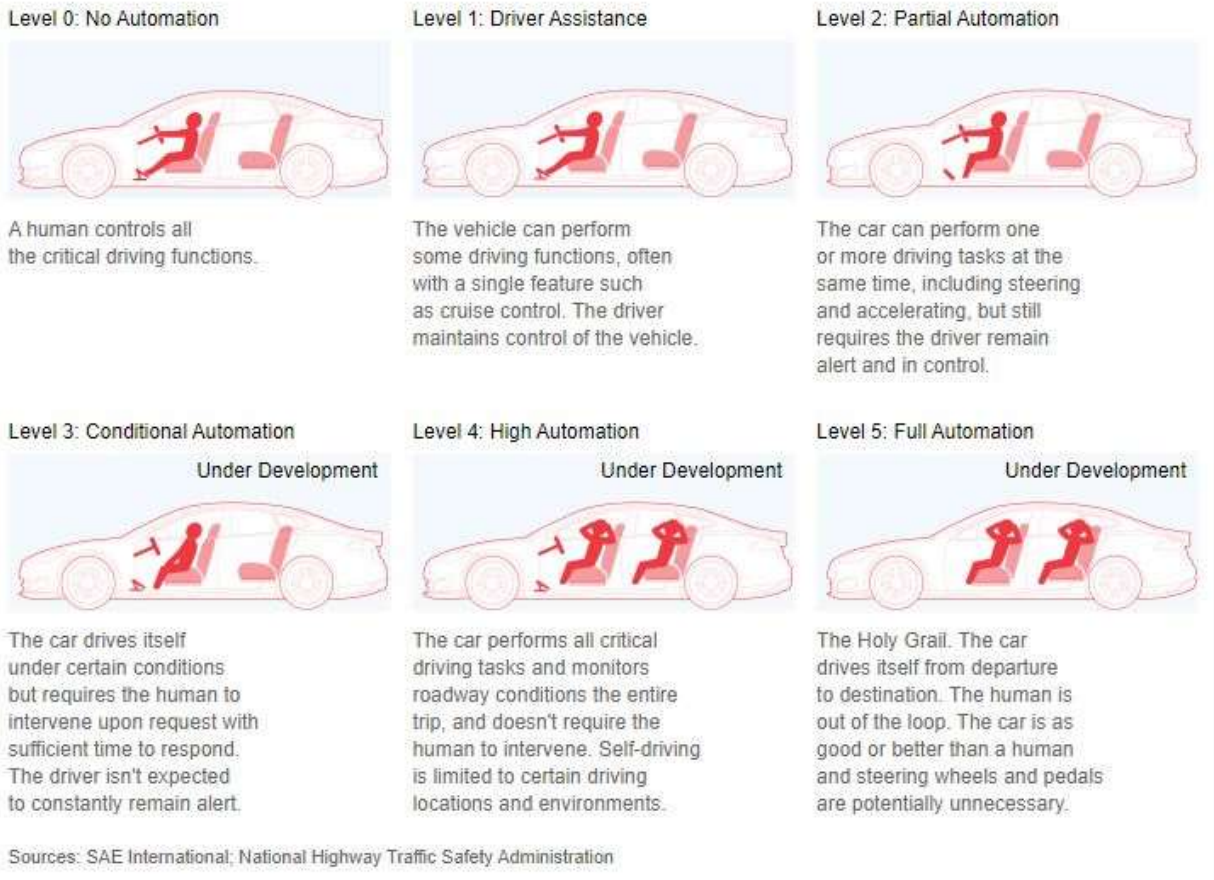 Level 0: No Automation
Level 1: Driver Assistance
Level 2: Partial Automation
A human controls all
the critical driving functions.
The vehicle can perform
some driving functions, often
with a single feature such
as cruise control. The driver
maintains control of the vehicle.
The car can perform one
or more driving tasks at the
same time, including steering
and accelerating, but still
requires the driver remain
alert and in control.
Level 3: Conditional Automation
Under Development
Level 4: High Automation
Under Development
Level 5: Full Automation
Under Development
The car drives itself
under certain conditions
but requires the human to
intervene upon request with
sufficient time to respond.
The driver isn't expected
to constantly remain alert.
The car performs all critical
driving tasks and monitors
roadway conditions the entire
trip, and doesn't require the
human to intervene. Self-driving
is limited to certain driving
locations and environments.
The Holy Grail. The car
drives itself from departure
to destination. The human is
out of the loop. The car is as
good or better than a human
and steering wheels and pedals
are potentially unnecessary.
Sources: SAE International; National Highway Traffic Safety Administration